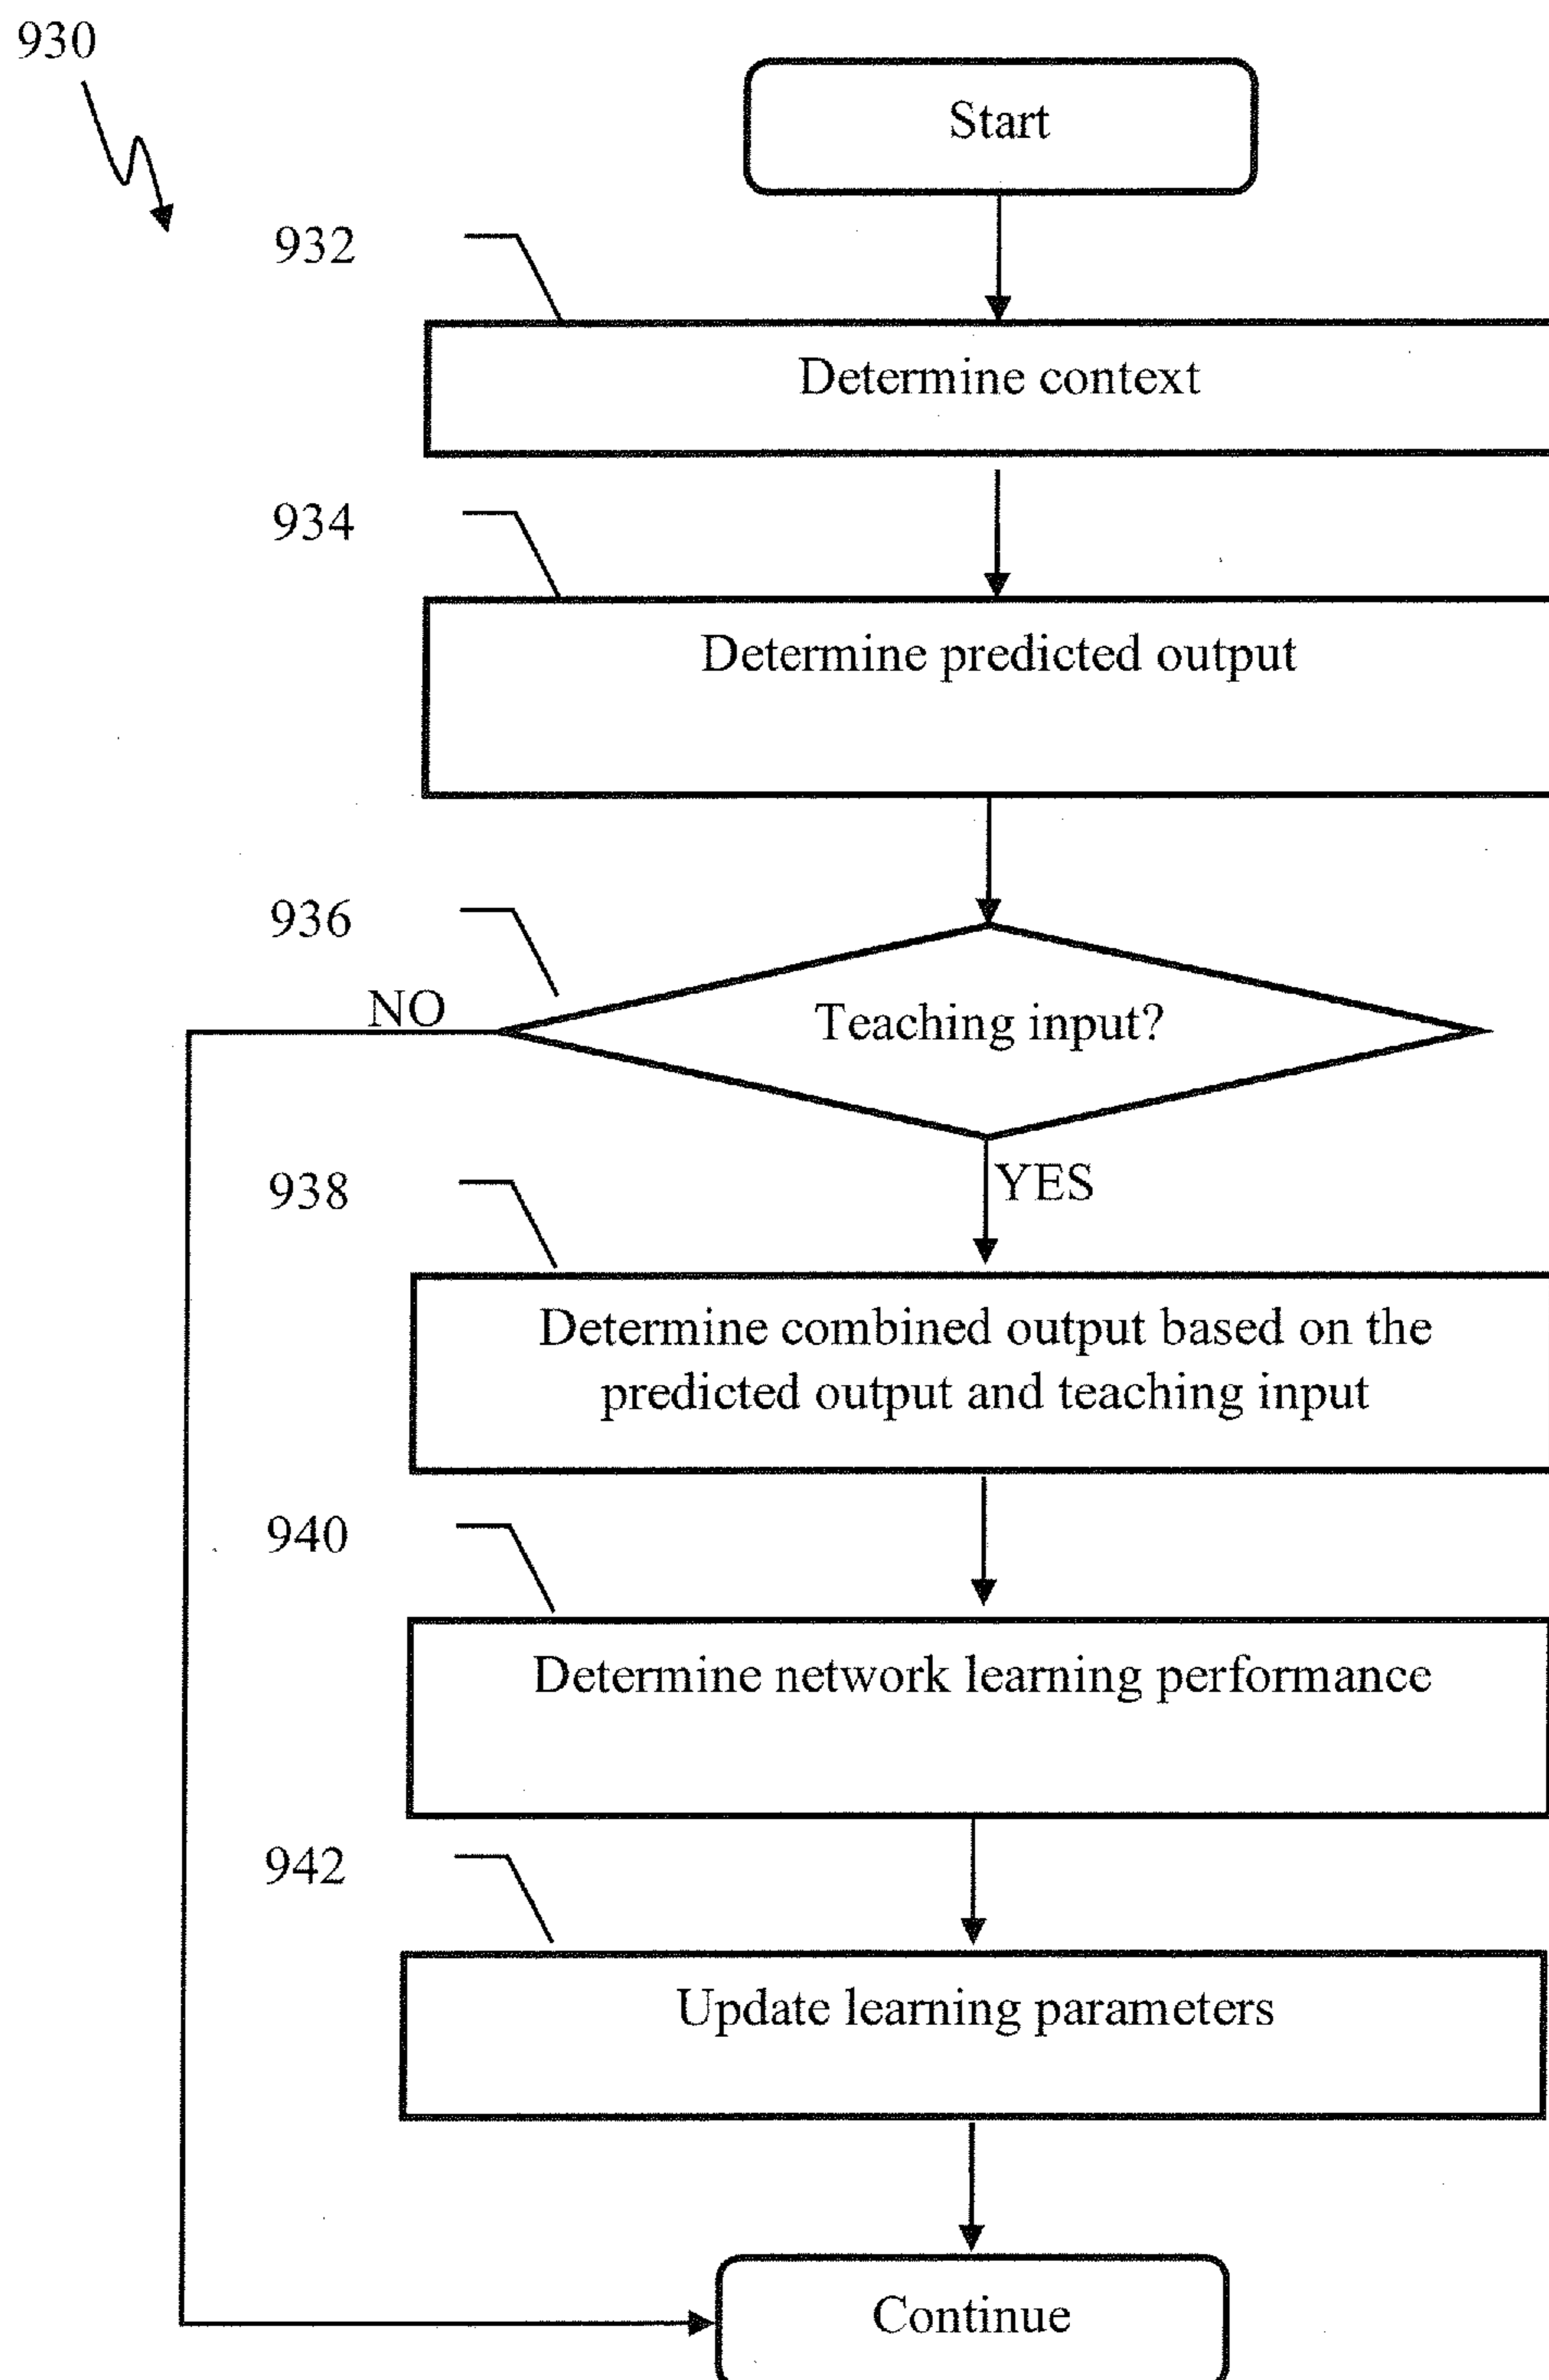 930
Start
932
Determine context
934
Determine predicted output
936
NO
Teaching input?
YES
938
Determine combined output based on the
predicted output and teaching input
940
Determine network learning performance
942
Update learning parameters
Continue